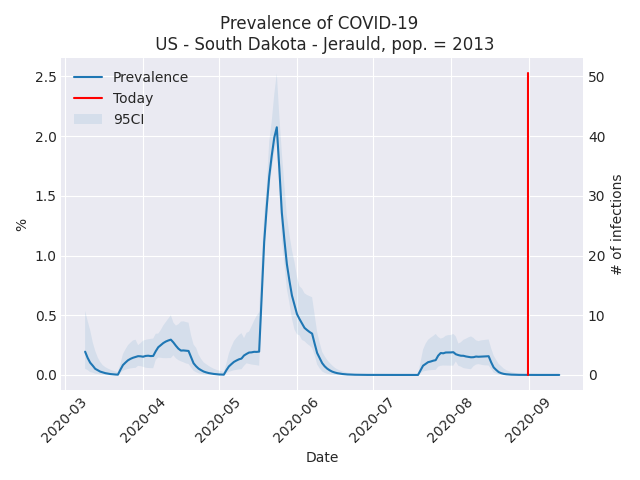 Prevalence of COVID-19
US - South Dakota - Jerauld, pop. = 2013
Prevalence
Today
95CI
2.5
2.0
1.5
1.0
0.5
0.0
%
50
40
30
20
10
0
# of infections
2020-03
2020-04
2020-05
2020-06
2020-07
2020-08
2020-09
Date